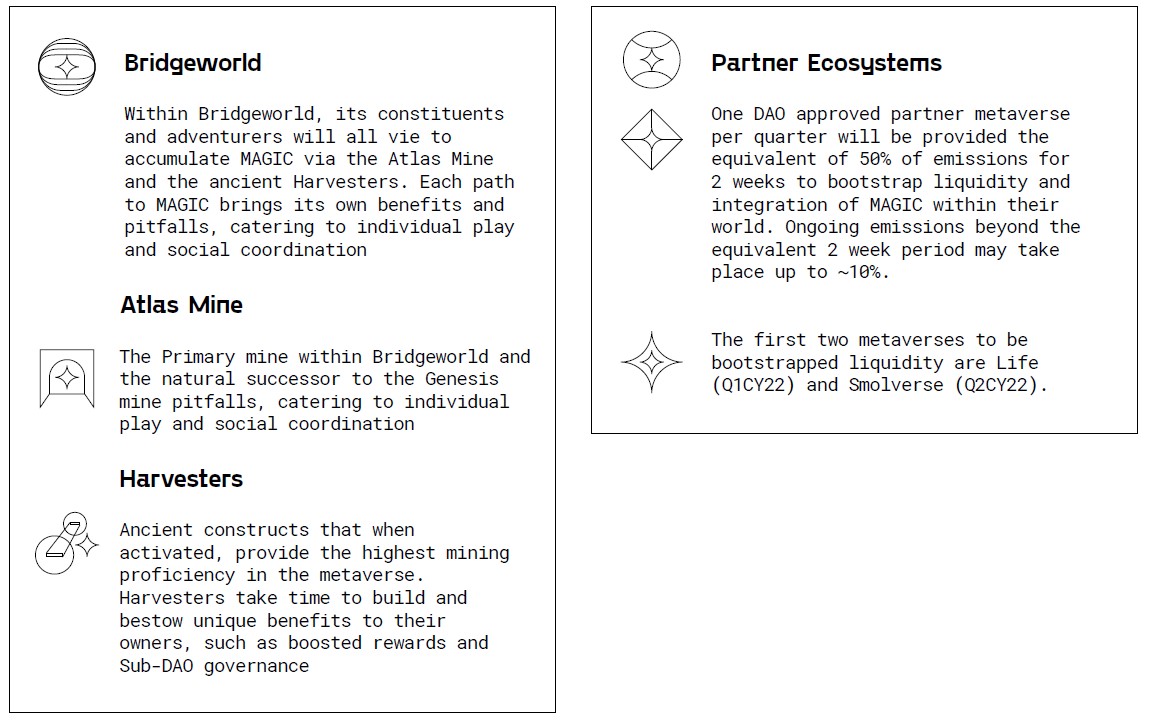 Bridgeworld
Within Bridgeworld, its constituents
and adventurers will all vie to
accumulate MAGIC via the Atlas Mine
and the ancient Harvesters. Each path
to MAGIC brings its own benefits and
pitfalls, catering to individual play
and social coordination
Atlas Mine
The Primary mine within Bridgeworld and
the natural successor to the Genesis
mine pitfalls, catering to individual
play and social coordination
Harvesters
Ancient constructs that when
activated, provide the highest mining
proficiency in the metaverse.
Harvesters take time to build and
bestow unique benefits to their
owners, such as boosted rewards and
Sub-DAO governance
Partner Ecosystems
One DAO approved partner metaverse
per quarter will be provided the
equivalent of 50% of emissions for
2 weeks to bootstrap liquidity and
integration of MAGIC within their
world. Ongoing emissions beyond the
equivalent 2 week period may take
place up to ~10%.
The first two metaverses to be
bootstrapped liquidity are Life
(Q1CY22) and Smolverse (Q2CY22).